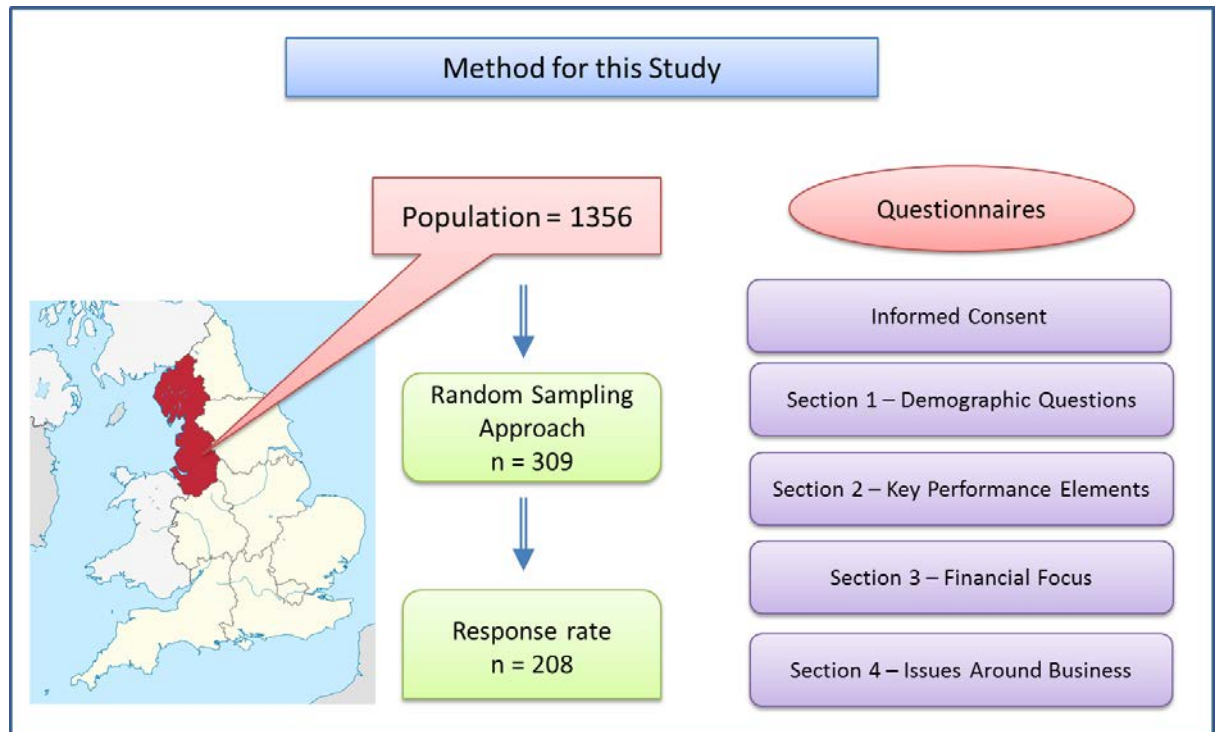 Method for this Study
Population = 1356
Random Sampling
Approach
n = 309
Response rate
n = 208
Questionnaires
Informed Consent
Section 1 – Demographic Questions
Section 2 – Key Performance Elements
Section 3 – Financial Focus
Section 4 – Issues Around Business